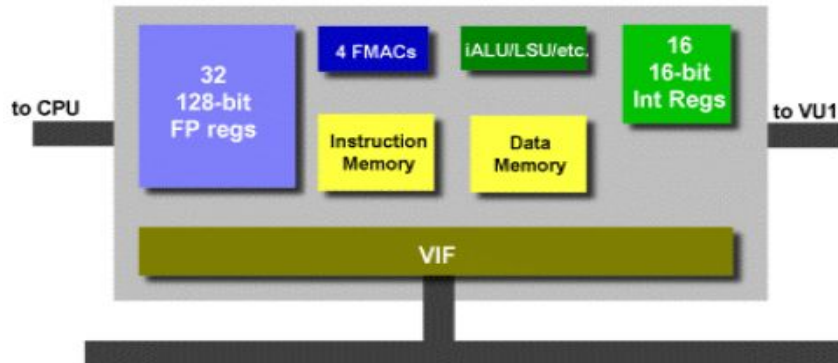 32
128-bit
FP regs
4 FMACs
iALU/LSU/etc.
16
16-bit
Int Regs
to CPU
to VU1
Instruction
Memory
Data
Memory
VIF